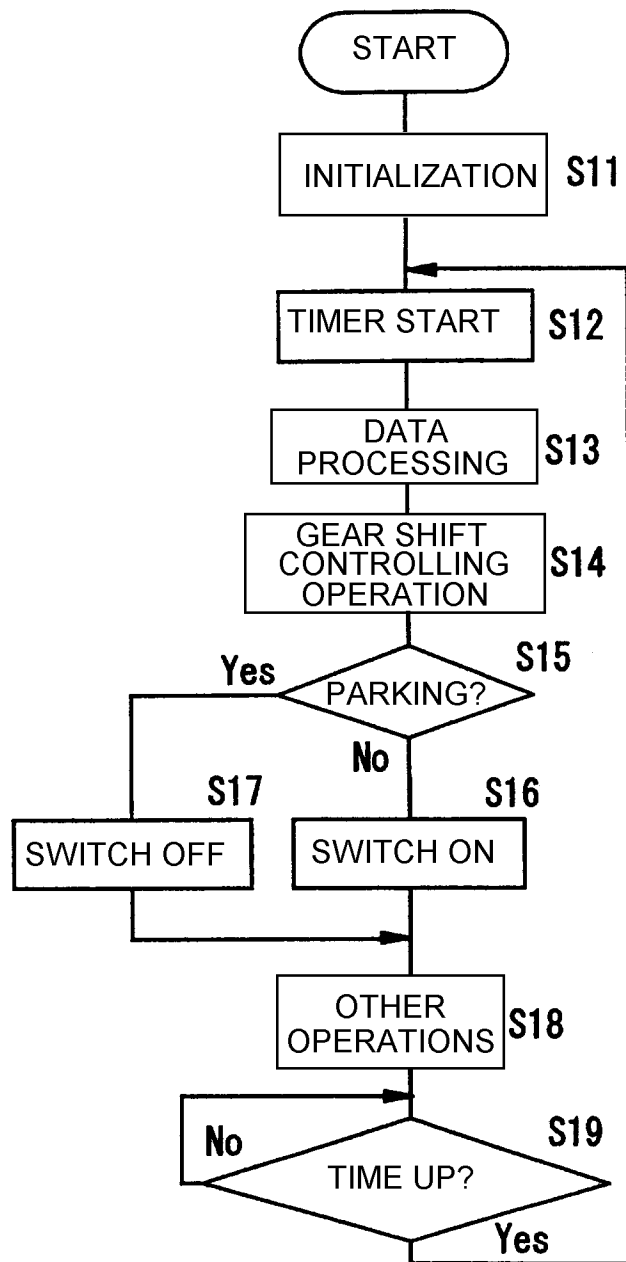 START
INITIALIZATION
S11
TIMER START
S12
DATA
PROCESSING
S13
GEAR SHIFT
CONTROLLING
OPERATION
S14
S15
Yes
PARKING?
No
S17
S16
SWITCH OFF
SWITCH ON
OTHER
OPERATIONS
S18
S19
No
TIME UP?
Yes